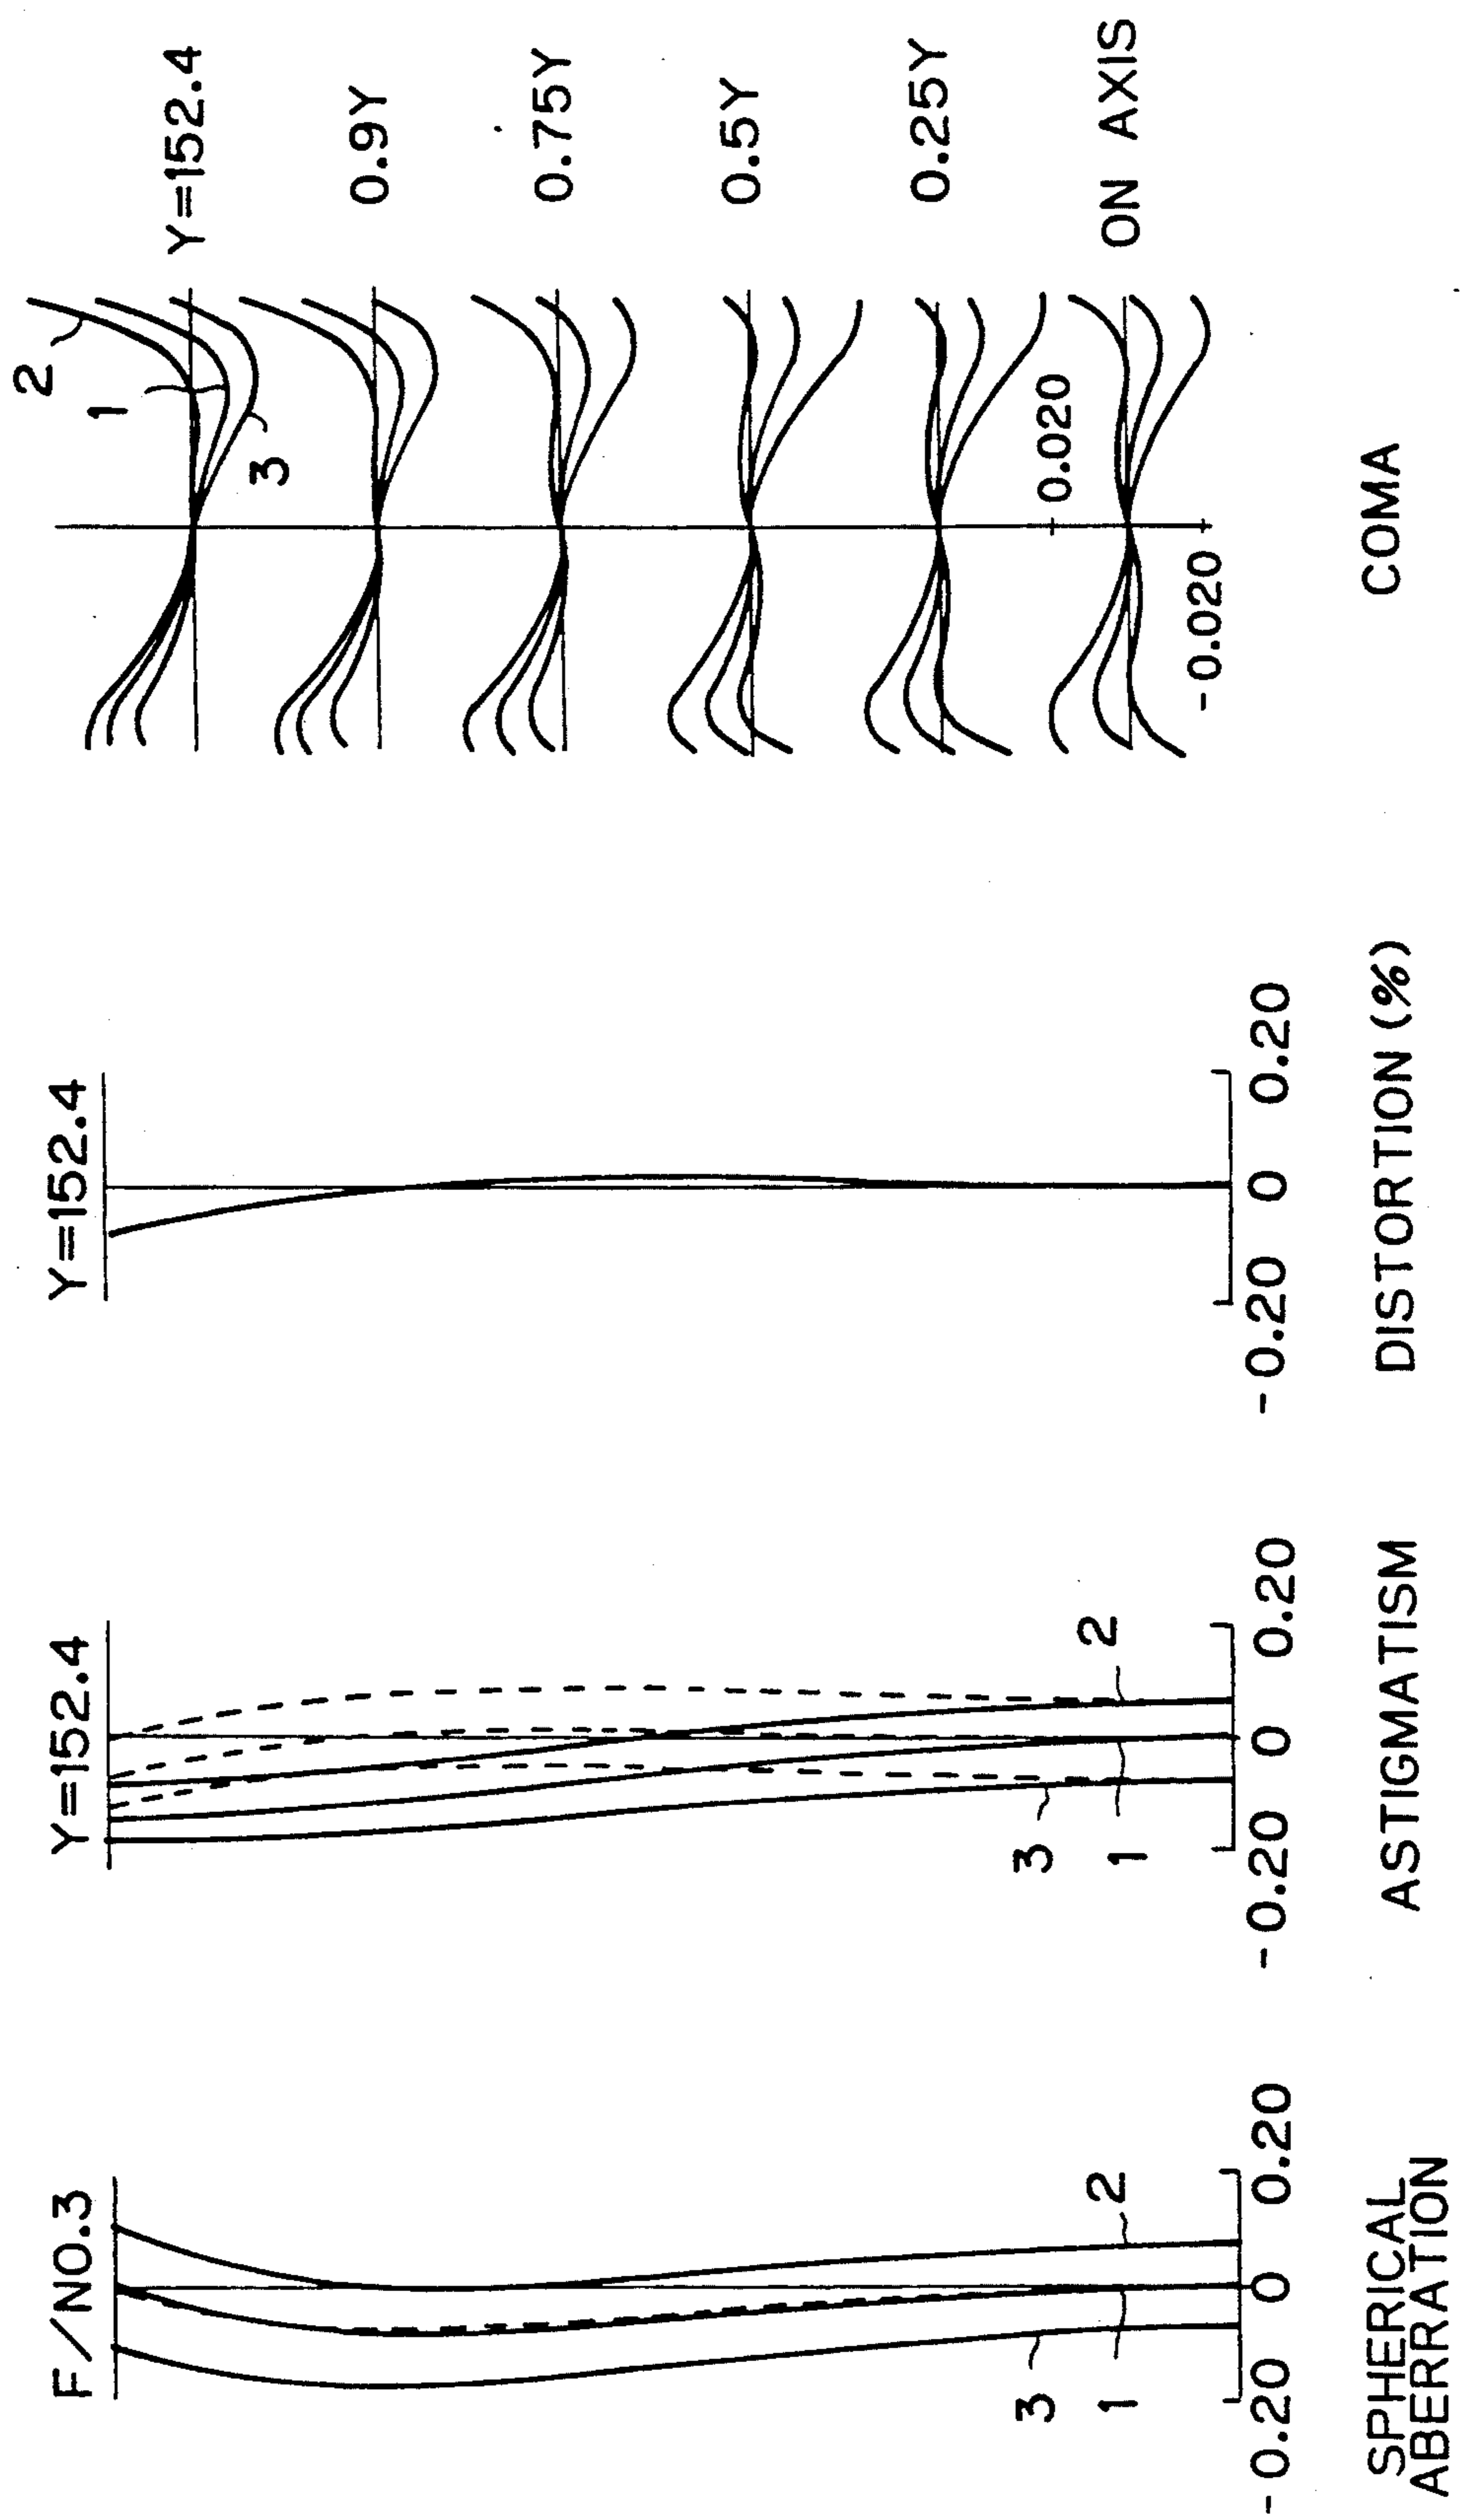 F/NO.3
3
1
2
-0.20 0 0.20
SPHERICAL
ABERRATION
Y=152.4
3
1
2
-0.20 0 0.20
ASTIGMATISM
Y=152.4
-0.20 0 0.20
DISTORTION (%)
2
1
3
Y=152.4
0.9Y
0.75Y
0.5Y
0.25Y
0.020
ON AXIS
-0.020
COMA